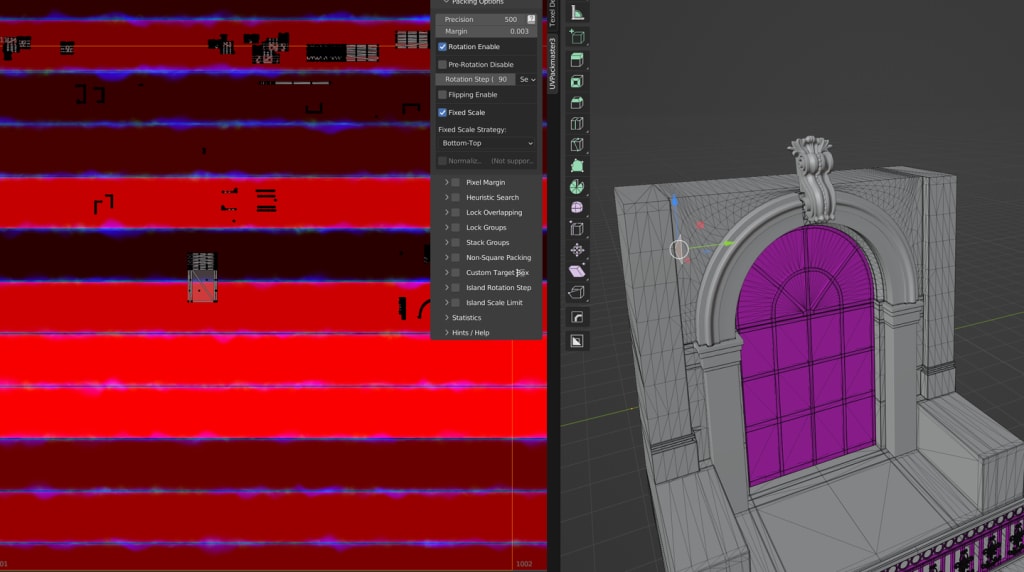 Packing Options
Precision 500
Margin 0.003
Rotation Enable
Pre-Rotation Disable
Rotation Step ( 90 Se
Flipping Enable
Fixed Scale
Fixed Scale Strategy:
Bottom-Top
Normaliz.. (Not suppor..
Pixel Margin
Heuristic Search
Lock Overlapping
Lock Groups
Stack Groups
Non-Square Packing
Custom Target Box
Island Rotation Step
Island Scale Limit
Statistics
Hints / Help
Texel De
UVPackmaster3
01
1002